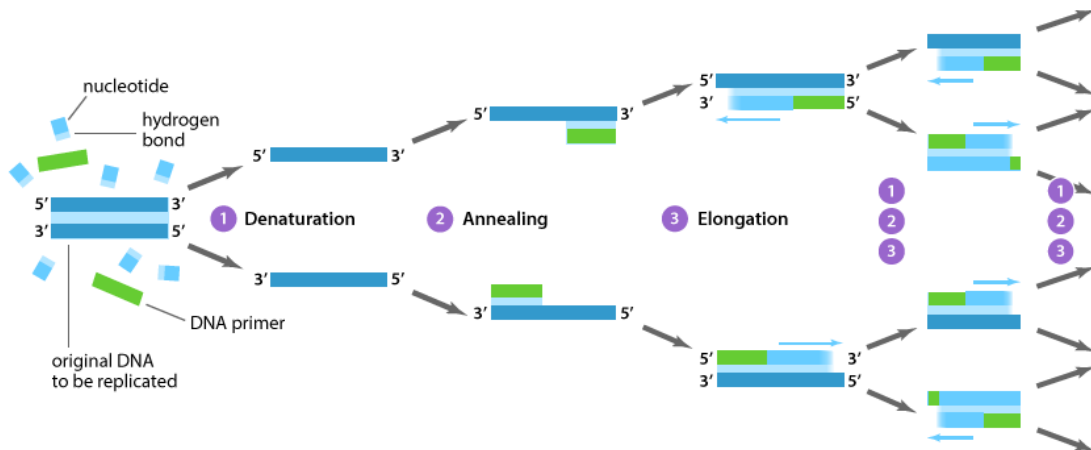 nucleotide
hydrogen
bond
5′ 3′
3′ 5′
DNA primer
original DNA
to be replicated
5′ 3′
1 Denaturation
3′ 5′
5′ 3′
2 Annealing
3′ 5′
5′ 3′
3′ 5′
3 Elongation
5′ 3′
3′ 5′
1
2
3
1
2
3